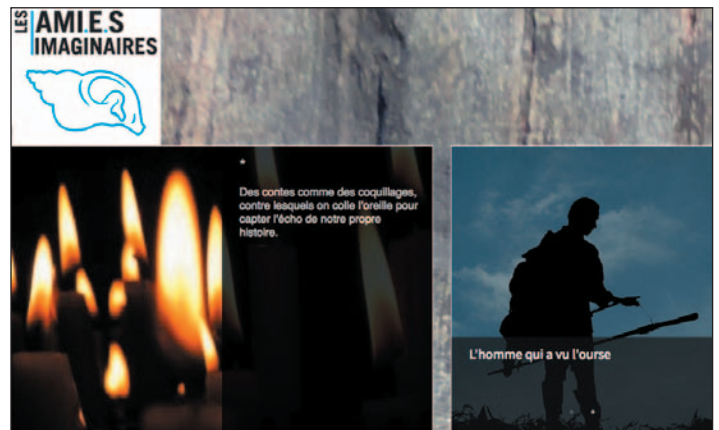 LES
AMI.E.S
IMAGINAIRES
*
Des contes comme des coquillages,
contre lesquels on colle l'oreille pour
capter l'écho de notre propre
histoire.
L'homme qui a vu l'ourse